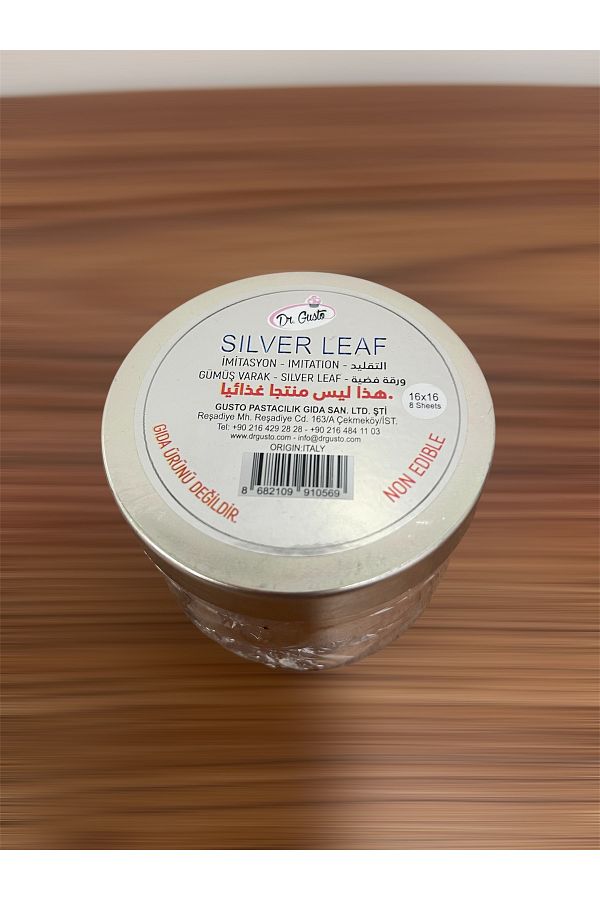 Dr. Gusto
SILVER LEAF
İMİTASYON - IMITATION - التقليد
GÜMÜŞ VARAK - SILVER LEAF - ورقة فضية
هذا ليس منتجا غذائيا.
16x16
8 Sheets
GUSTO PASTACILIK GIDA SAN. LTD. ŞTİ
Reşadiye Mh. Reşadiye Cd. 163/A Çekmeköy/İST.
Tel: +90 216 429 28 28 - +90 216 484 11 03
www.drgusto.com - info@drgusto.com
ORIGIN:ITALY
8 682109 910569
GIDA ÜRÜNÜ DEĞİLDİR.
NON EDIBLE